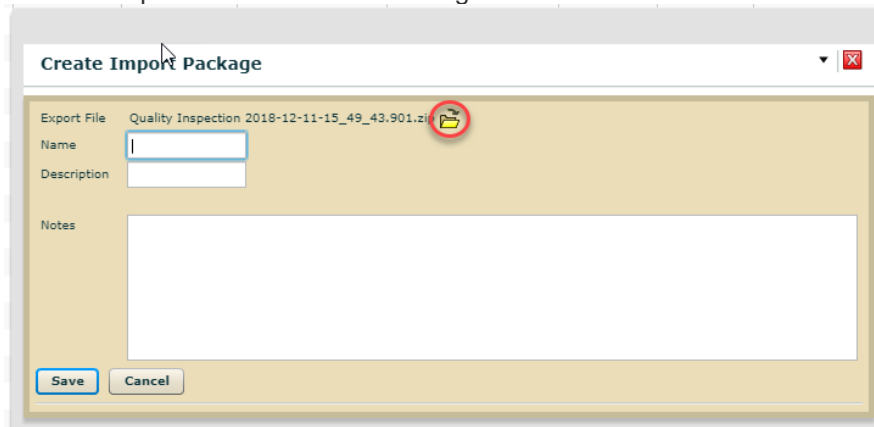 Create Import Package
Export File Quality Inspection 2018-12-11-15_49_43.901.zip
Name
Description
Notes
Save Cancel